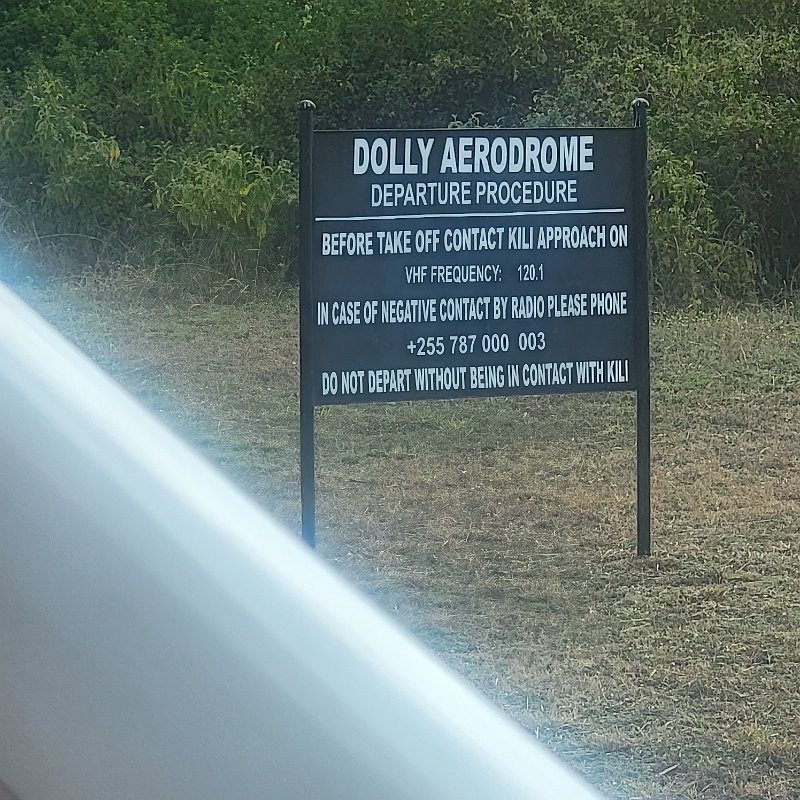 DOLLY AERODROME
DEPARTURE PROCEDURE
BEFORE TAKE OFF CONTACT KILI APPROACH ON
VHF FREQUENCY: 120.1
IN CASE OF NEGATIVE CONTACT BY RADIO PLEASE PHONE
+255 787 000 003
DO NOT DEPART WITHOUT BEING IN CONTACT WITH KILI